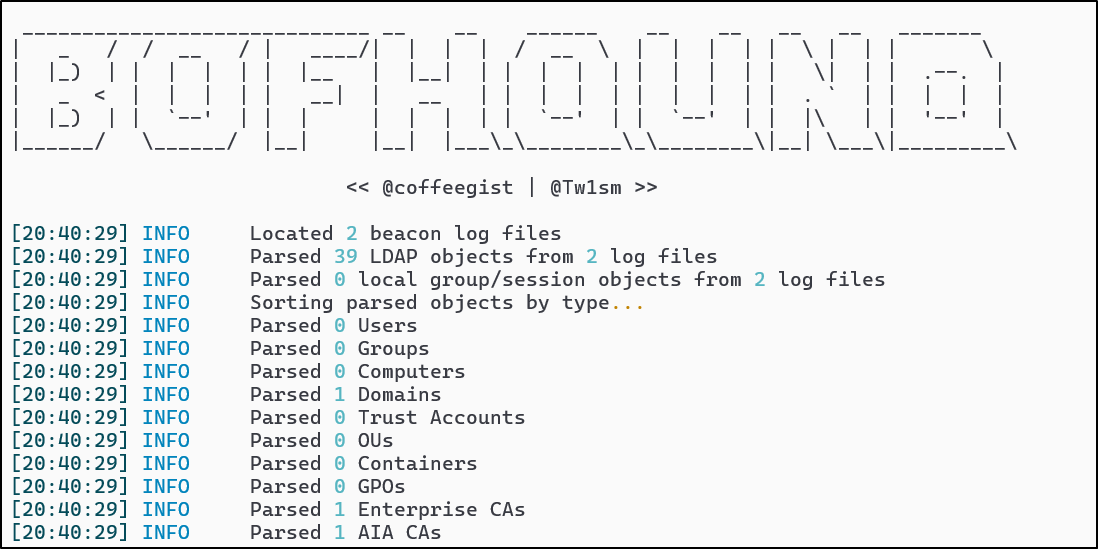 BOFHOUND
<< @coffeegist | @Tw1sm >>
[20:40:29] INFO Located 2 beacon log files
[20:40:29] INFO Parsed 39 LDAP objects from 2 log files
[20:40:29] INFO Parsed 0 local group/session objects from 2 log files
[20:40:29] INFO Sorting parsed objects by type...
[20:40:29] INFO Parsed 0 Users
[20:40:29] INFO Parsed 0 Groups
[20:40:29] INFO Parsed 0 Computers
[20:40:29] INFO Parsed 1 Domains
[20:40:29] INFO Parsed 0 Trust Accounts
[20:40:29] INFO Parsed 0 OUs
[20:40:29] INFO Parsed 0 Containers
[20:40:29] INFO Parsed 0 GPOs
[20:40:29] INFO Parsed 1 Enterprise CAs
[20:40:29] INFO Parsed 1 AIA CAs